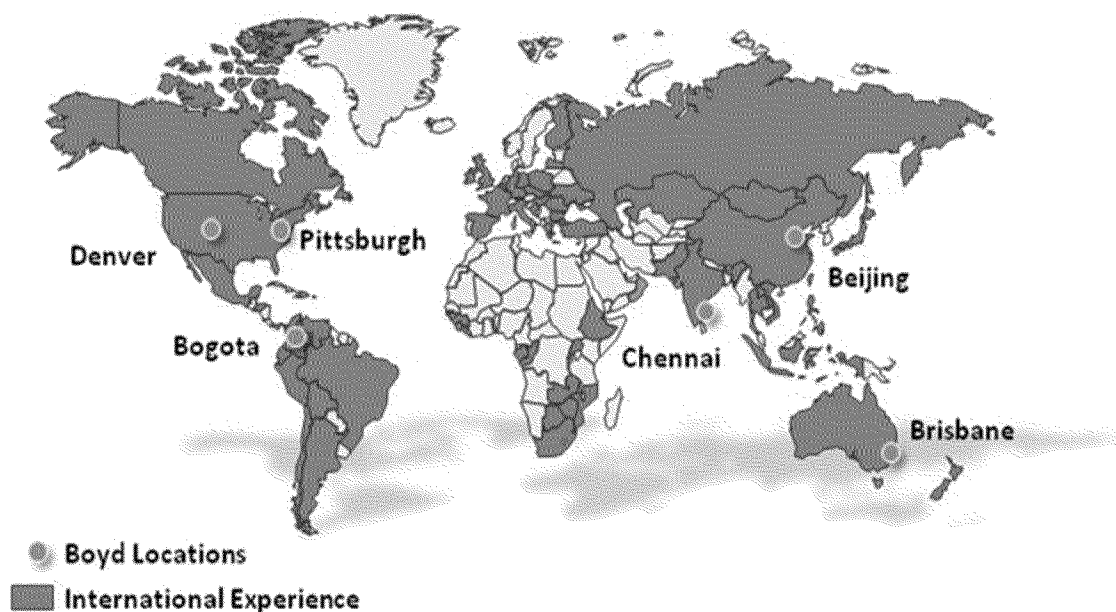 Denver
Pittsburgh
Bogota
Beijing
Chennai
Brisbane
Boyd Locations
International Experience